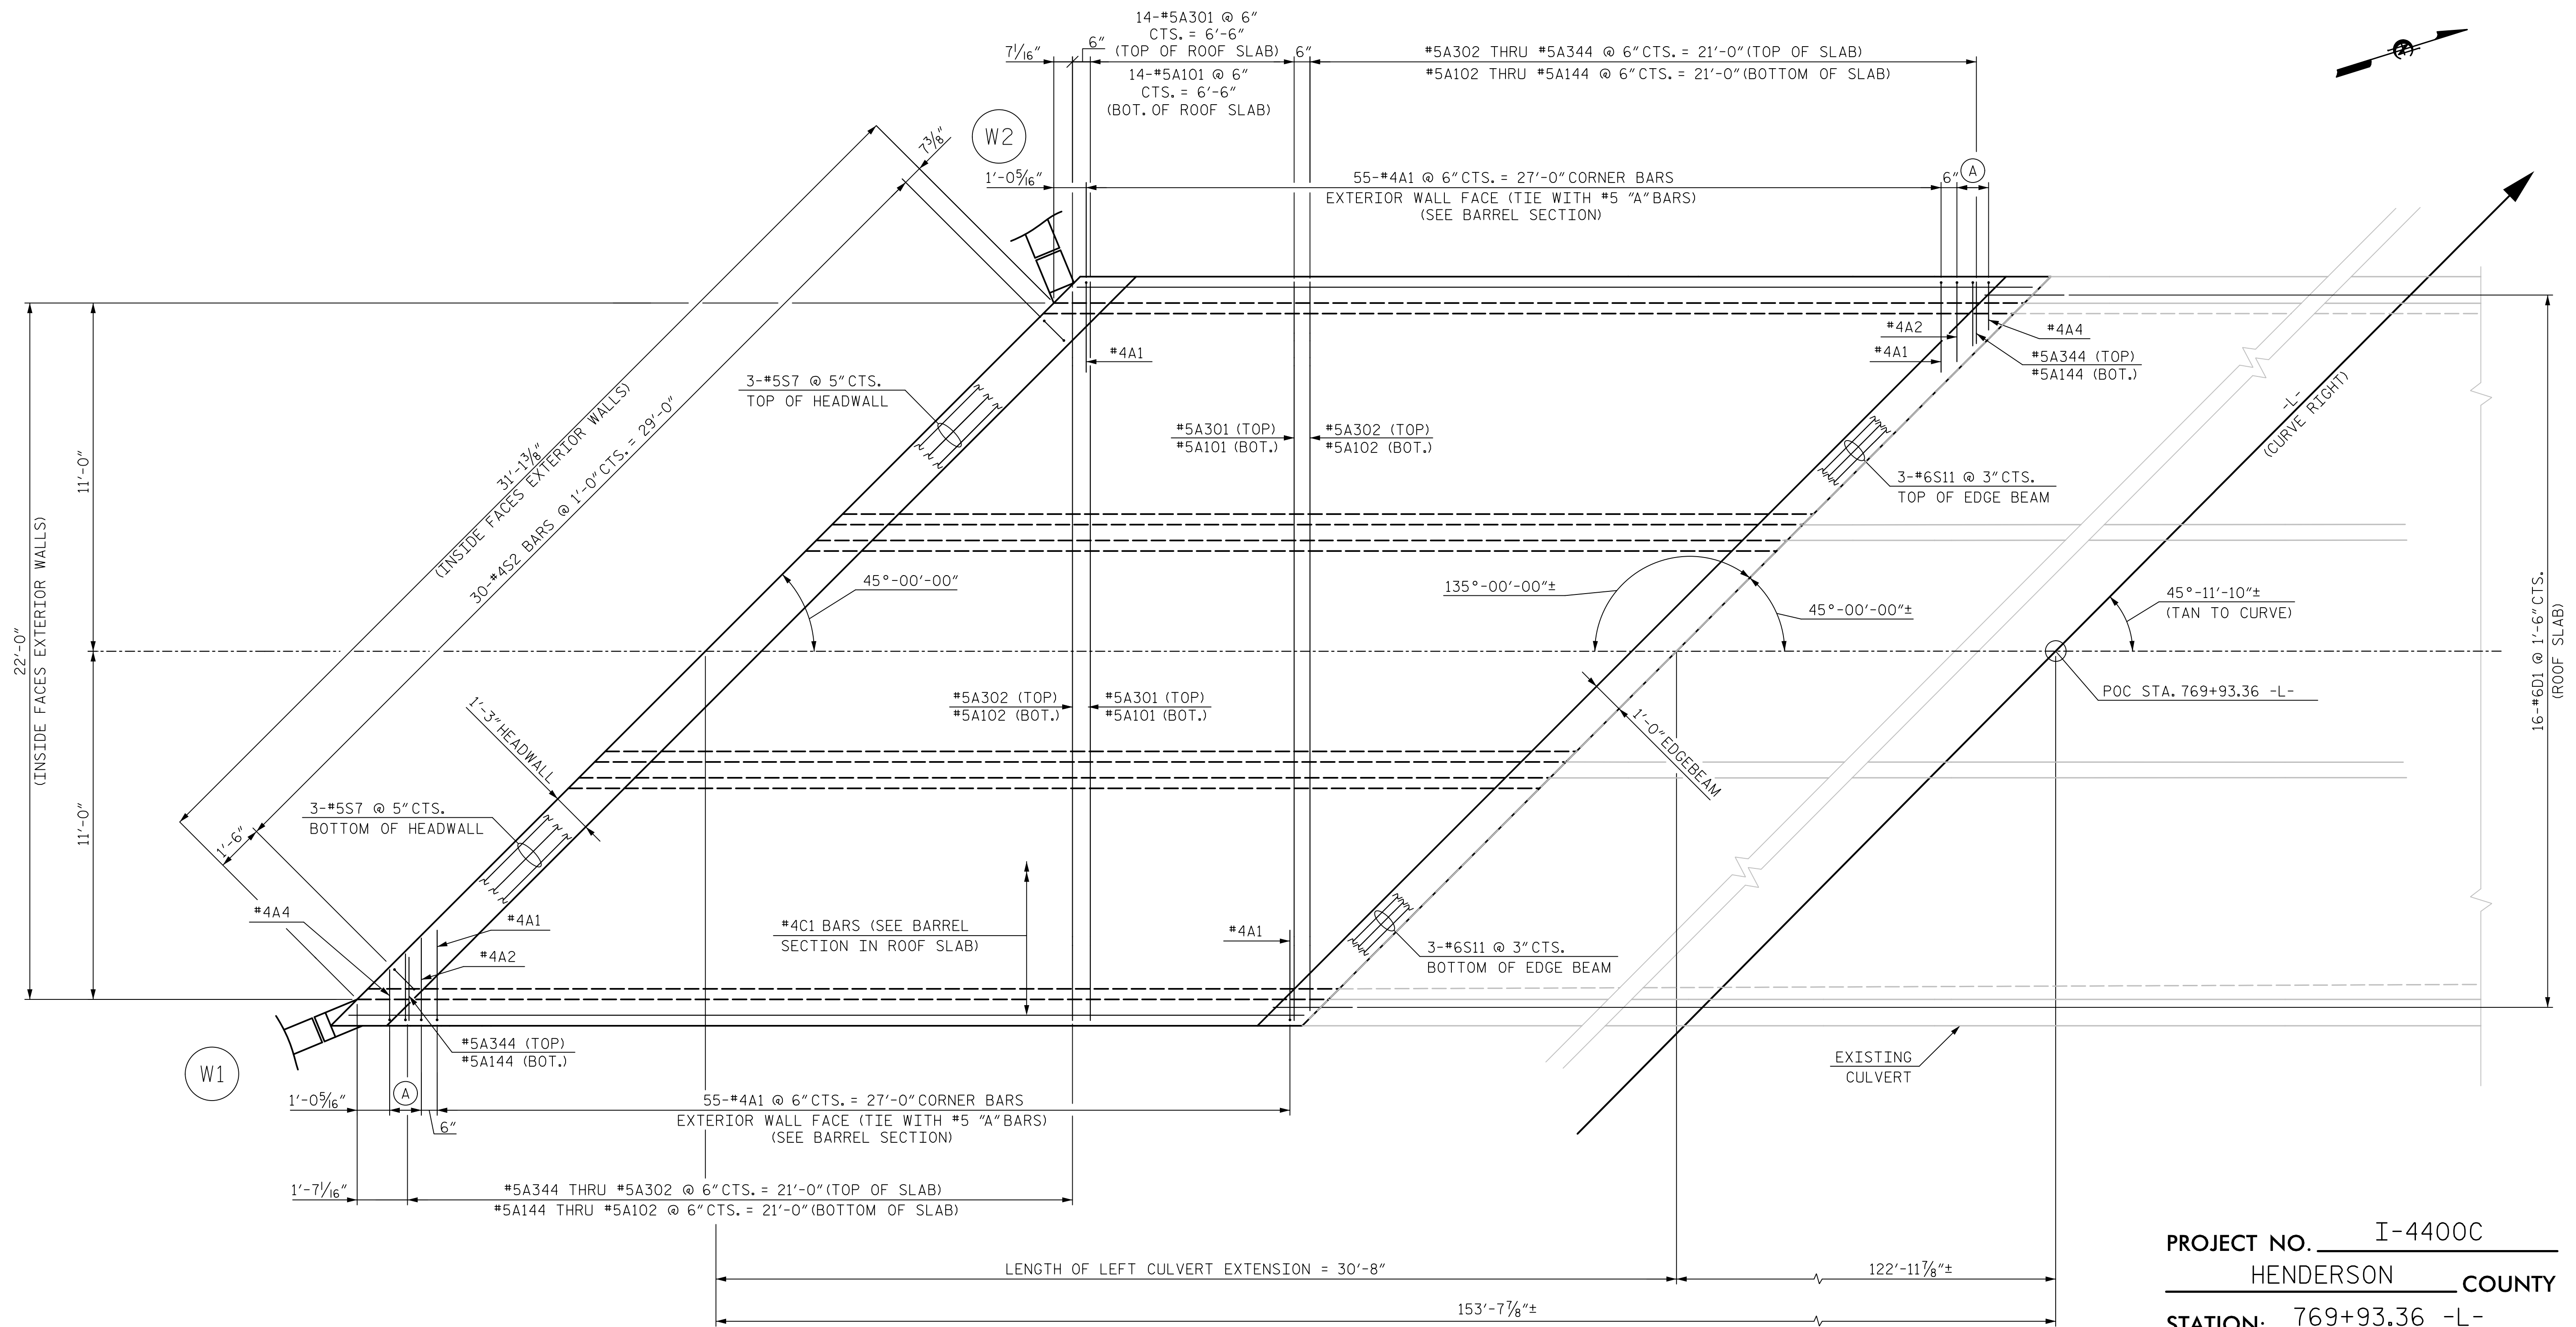 14-#5A301 @ 6"
CTS. = 6'-6"
(TOP OF ROOF SLAB)
7 1/16"
6"
6"
14-#5A101 @ 6"
CTS. = 6'-6"
(BOT. OF ROOF SLAB)
#5A302 THRU #5A344 @ 6" CTS. = 21'-0" (TOP OF SLAB)
#5A102 THRU #5A144 @ 6" CTS. = 21'-0" (BOTTOM OF SLAB)
W2
7 3/8"
1'-0 5/16"
55-#4A1 @ 6" CTS. = 27'-0" CORNER BARS
EXTERIOR WALL FACE (TIE WITH #5 "A" BARS)
(SEE BARREL SECTION)
6"
A
#4A1
#4A2
#4A1
#4A4
#5A344 (TOP)
#5A144 (BOT.)
3-#5S7 @ 5" CTS.
TOP OF HEADWALL
31'-1 3/8"
(INSIDE FACES EXTERIOR WALLS)
30-#4S2 BARS @ 1'-0" CTS. = 29'-0"
#5A301 (TOP)
#5A101 (BOT.)
#5A302 (TOP)
#5A102 (BOT.)
3-#6S11 @ 3" CTS.
TOP OF EDGE BEAM
-L-
(CURVE RIGHT)
11'-0"
22'-0"
(INSIDE FACES EXTERIOR WALLS)
11'-0"
45°-00'-00"
135°-00'-00"±
45°-00'-00"±
45°-11'-10"±
(TAN TO CURVE)
16-#6D1 @ 1'-6" CTS.
(ROOF SLAB)
POC STA. 769+93.36 -L-
#5A302 (TOP)
#5A102 (BOT.)
#5A301 (TOP)
#5A101 (BOT.)
1'-3" HEADWALL
1'-0" EDGEBEAM
3-#5S7 @ 5" CTS.
BOTTOM OF HEADWALL
1'-6"
#4A4
#4A1
#4A2
#4C1 BARS (SEE BARREL
SECTION IN ROOF SLAB)
#4A1
3-#6S11 @ 3" CTS.
BOTTOM OF EDGE BEAM
#5A344 (TOP)
#5A144 (BOT.)
EXISTING
CULVERT
W1
A
1'-0 5/16"
6"
55-#4A1 @ 6" CTS. = 27'-0" CORNER BARS
EXTERIOR WALL FACE (TIE WITH #5 "A" BARS)
(SEE BARREL SECTION)
1'-7 1/16"
#5A344 THRU #5A302 @ 6" CTS. = 21'-0" (TOP OF SLAB)
#5A144 THRU #5A102 @ 6" CTS. = 21'-0" (BOTTOM OF SLAB)
LENGTH OF LEFT CULVERT EXTENSION = 30'-8"
122'-11 7/8"±
153'-7 7/8"±
PROJECT NO. I-4400C
HENDERSON COUNTY
STATION: 769+93.36 -L-